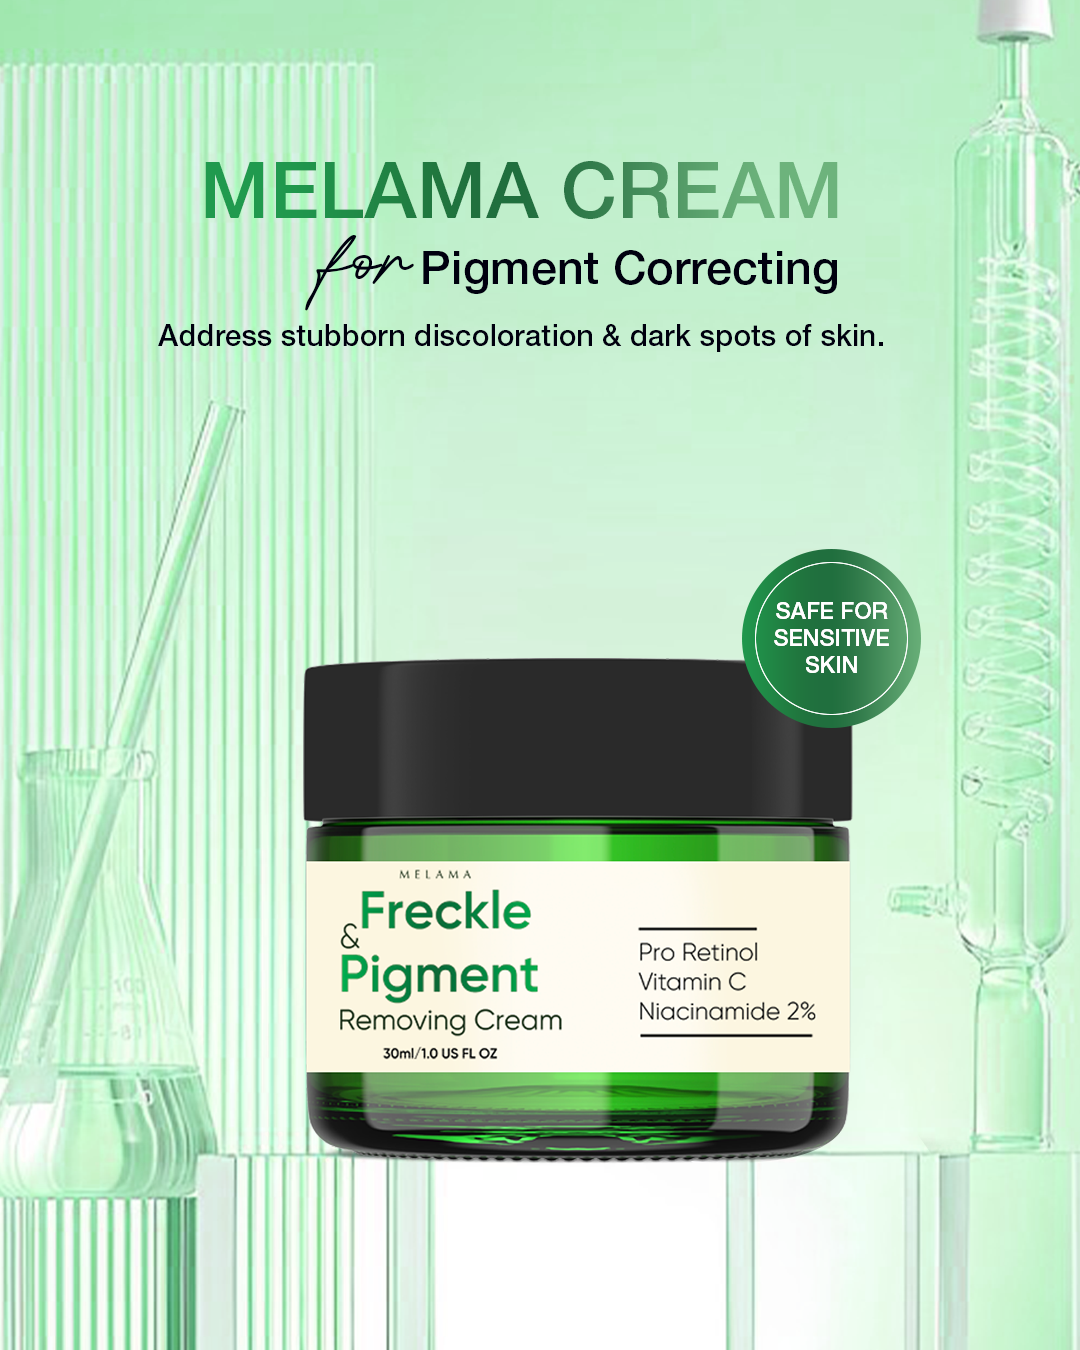 MELAMA CREAM
for Pigment Correcting
Address stubborn discoloration & dark spots of skin.
SAFE FOR
SENSITIVE
SKIN
MELAMA
Freckle
&
Pigment
Removing Cream
30ml/1.0 US FL OZ
Pro Retinol
Vitamin C
Niacinamide 2%